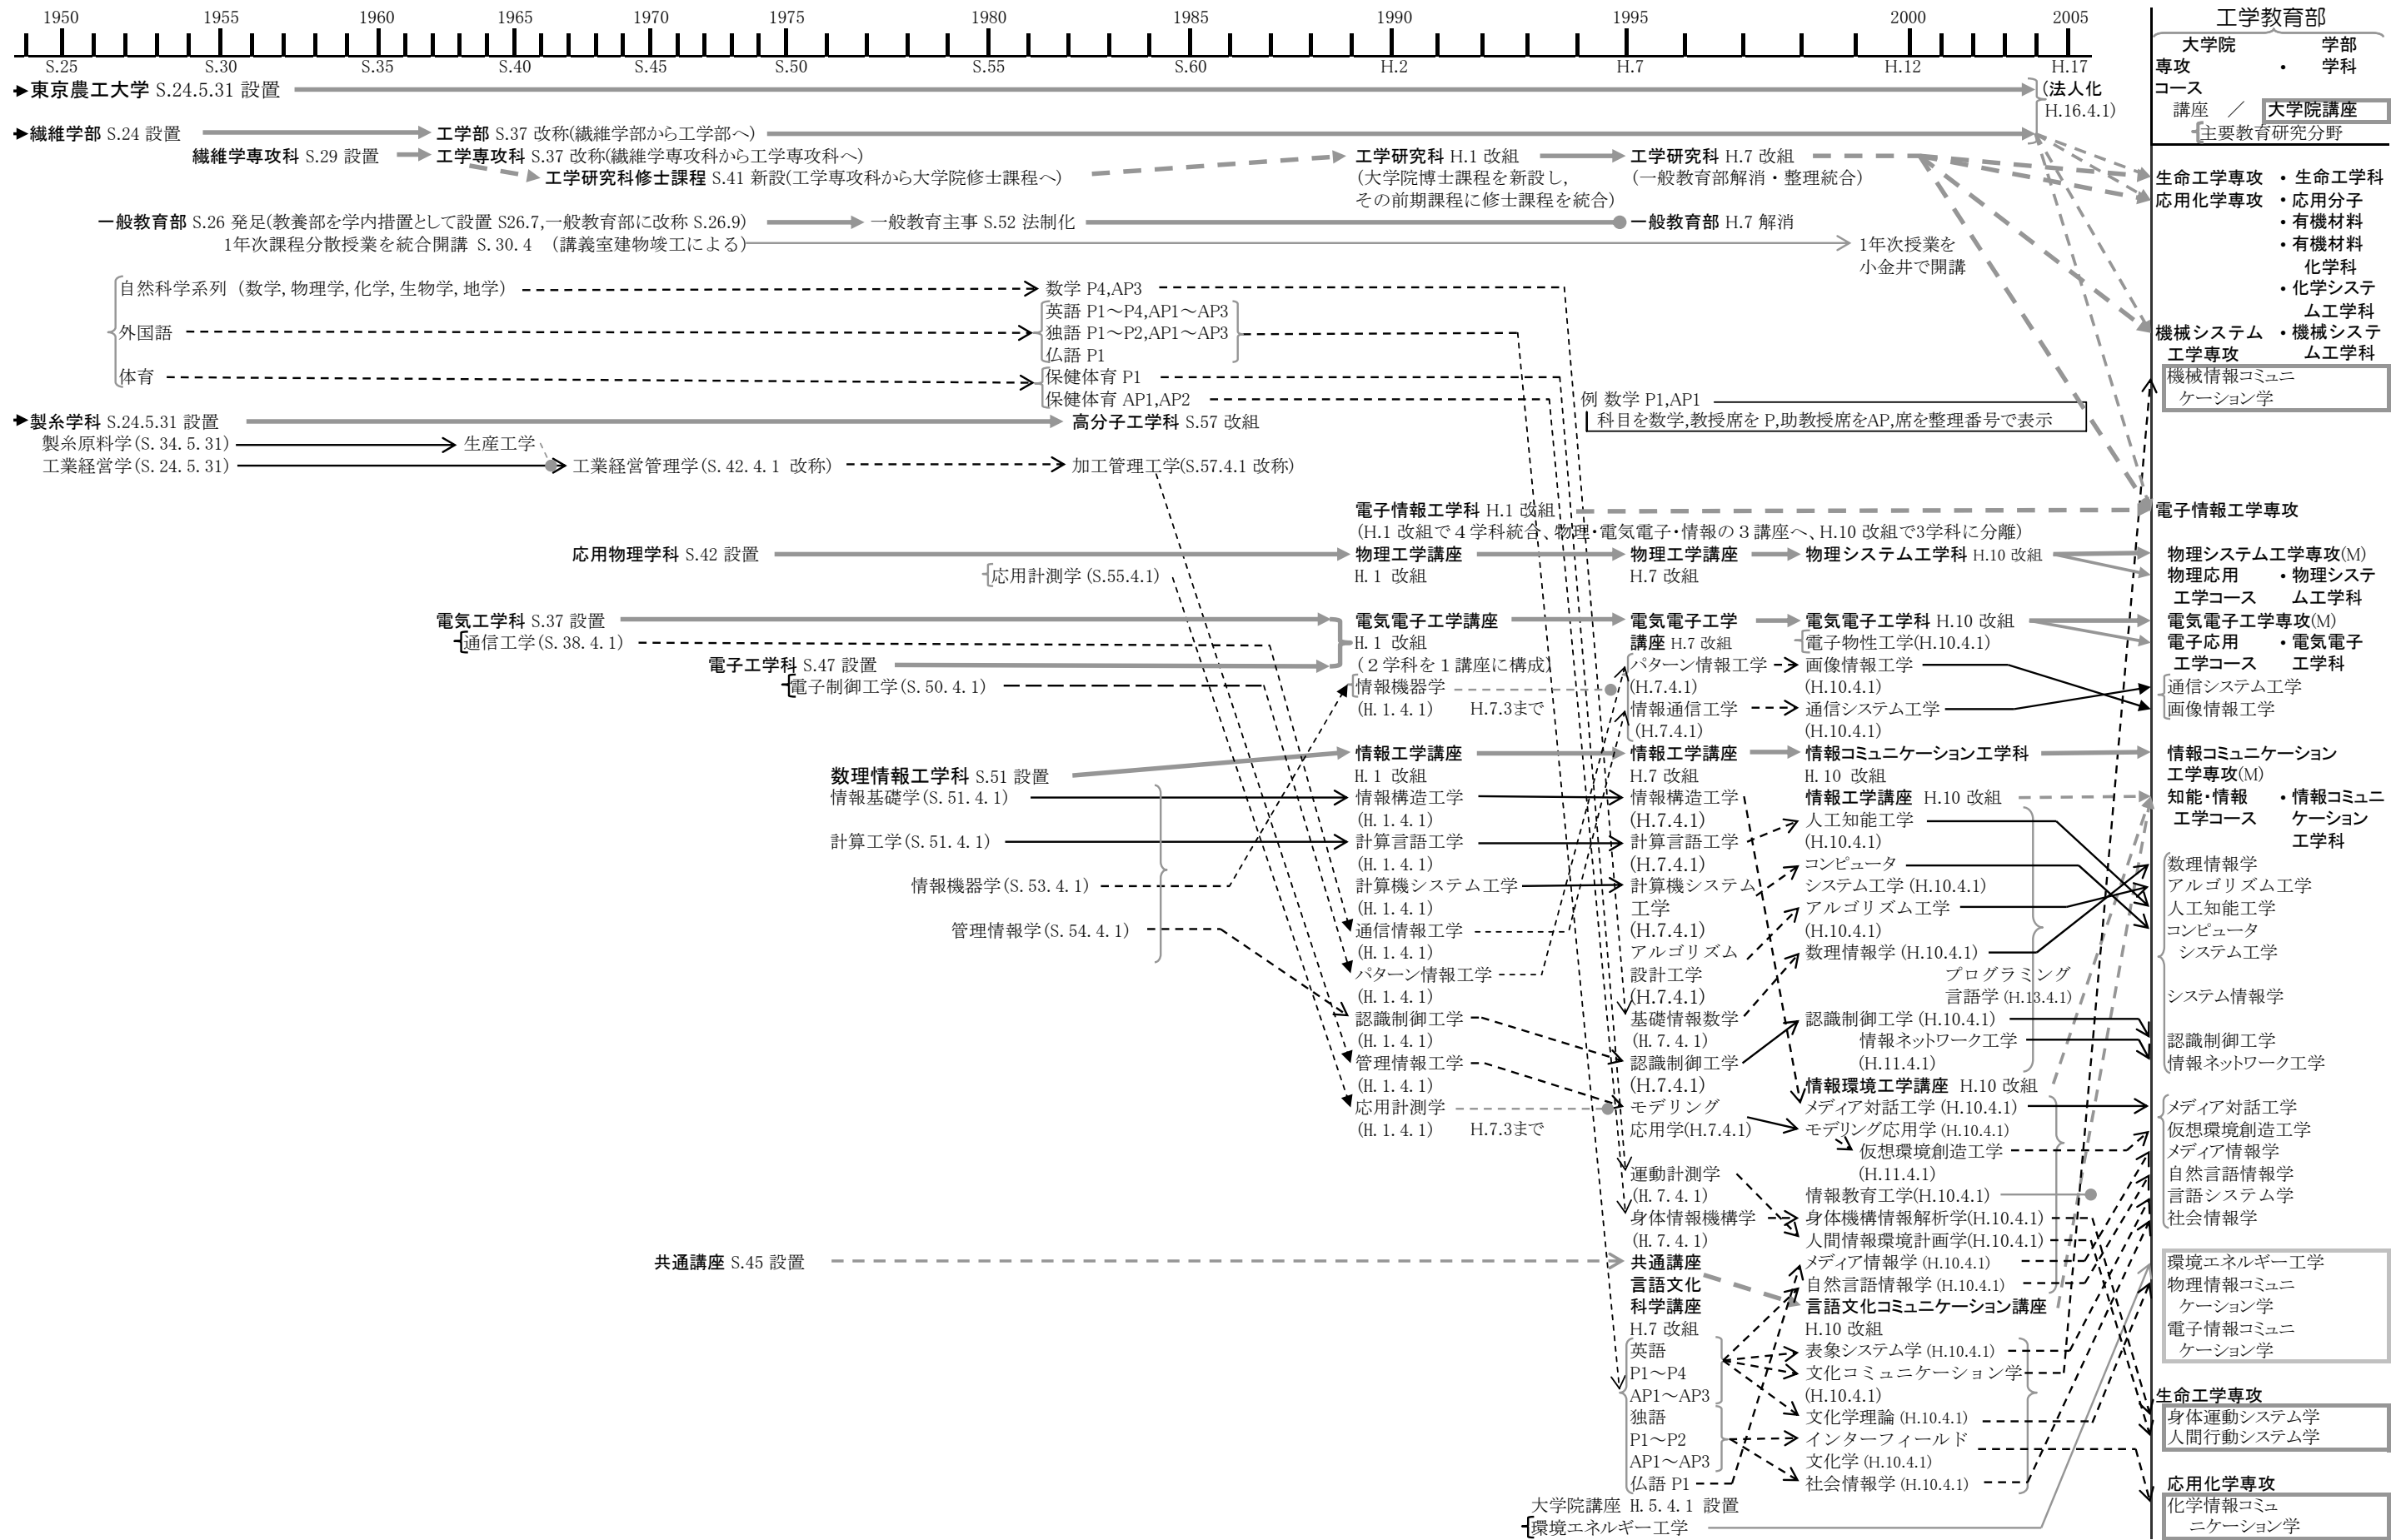 1950 1955 1960 1965 1970 1975 1980 1985 1990 1995 2000 2005
S.25 S.30 S.35 S.40 S.45 S.50 S.55 S.60 H.2 H.7 H.12 H.17
工学教育部
大学院 学部
専攻 ・ 学科
コース
講座 ／ 大学院講座
主要教育研究分野
東京農工大学 S.24.5.31 設置 (法人化
H.16.4.1)
繊維学部 S.24 設置 工学部 S.37 改称(繊維学部から工学部へ)
繊維学専攻科 S.29 設置 工学専攻科 S.37 改称(繊維学専攻科から工学専攻科へ) 工学研究科 H.1 改組 工学研究科 H.7 改組
工学研究科修士課程 S.41 新設(工学専攻科から大学院修士課程へ) (大学院博士課程を新設し, (一般教育部解消・整理統合)
その前期課程に修士課程を統合)
一般教育部 S.26 発足(教養部を学内措置として設置 S26.7,一般教育部に改称 S.26.9) 一般教育主事 S.52 法制化 一般教育部 H.7 解消
1年次課程分散授業を統合開講 S.30.4 (講義室建物竣工による) 1年次授業を
小金井で開講
自然科学系列 (数学, 物理学, 化学, 生物学, 地学) 数学 P4,AP3
英語 P1～P4,AP1～AP3
外国語 独語 P1～P2,AP1～AP3
仏語 P1
体育 保健体育 P1
保健体育 AP1,AP2 例 数学 P1,AP1
製糸学科 S.24.5.31 設置 高分子工学科 S.57 改組 科目を数学,教授席を P,助教授席をAP,席を整理番号で表示
製糸原料学(S.34.5.31) 生産工学
工業経営学(S.24.5.31) 工業経営管理学(S.42.4.1 改称) 加工管理工学(S.57.4.1 改称)
電子情報工学科 H.1 改組
(H.1 改組で４学科統合、物理・電気電子・情報の３講座へ、H.10 改組で3学科に分離)
応用物理学科 S.42 設置 物理工学講座 物理工学講座 物理システム工学科 H.10 改組
応用計測学 (S.55.4.1) H.1 改組 H.7 改組
電気工学科 S.37 設置 電気電子工学講座 電気電子工学 電気電子工学科 H.10 改組
通信工学(S.38.4.1) H.1 改組 講座 H.7 改組 電子物性工学(H.10.4.1)
電子工学科 S.47 設置 (２学科を１講座に構成) パターン情報工学 画像情報工学
電子制御工学(S.50.4.1) 情報機器学 (H.7.4.1) (H.10.4.1)
(H.1.4.1) H.7.3まで 情報通信工学 通信システム工学
(H.7.4.1) (H.10.4.1)
情報工学講座 情報工学講座 情報コミュニケーション工学科
数理情報工学科 S.51 設置 H.1 改組 H.7 改組 H.10 改組
情報基礎学(S.51.4.1) 情報構造工学 情報構造工学 情報工学講座 H.10 改組
(H.1.4.1) (H.7.4.1) 人工知能工学
計算工学(S.51.4.1) 計算言語工学 計算言語工学 (H.10.4.1)
(H.1.4.1) (H.7.4.1) コンピュータ
情報機器学(S.53.4.1) 計算機システム工学 計算機システム システム工学 (H.10.4.1)
(H.1.4.1) 工学 アルゴリズム工学
管理情報学(S.54.4.1) 通信情報工学 (H.7.4.1) (H.10.4.1)
(H.1.4.1) アルゴリズム 数理情報学 (H.10.4.1)
パターン情報工学 設計工学 プログラミング
(H.1.4.1) (H.7.4.1) 言語学 (H.13.4.1)
認識制御工学 基礎情報数学 認識制御工学 (H.10.4.1)
(H.1.4.1) (H.7.4.1) 情報ネットワーク工学
管理情報工学 認識制御工学 (H.11.4.1)
(H.1.4.1) (H.7.4.1) 情報環境工学講座 H.10 改組
応用計測学 モデリング メディア対話工学 (H.10.4.1)
(H.1.4.1) H.7.3まで 応用学(H.7.4.1) モデリング応用学 (H.10.4.1)
仮想環境創造工学
運動計測学 (H.11.4.1)
(H.7.4.1) 情報教育工学(H.10.4.1)
身体情報機構学 身体機構情報解析学(H.10.4.1)
(H.7.4.1) 人間情報環境計画学(H.10.4.1)
共通講座 S.45 設置 共通講座 メディア情報学 (H.10.4.1)
言語文化 自然言語情報学 (H.10.4.1)
科学講座 言語文化コミュニケーション講座
H.7 改組 H.10 改組
英語 表象システム学 (H.10.4.1)
P1～P4 文化コミュニケーション学
AP1～AP3 (H.10.4.1)
独語 文化学理論 (H.10.4.1)
P1～P2 インターフィールド
AP1～AP3 文化学 (H.10.4.1)
仏語 P1 社会情報学 (H.10.4.1)
大学院講座 H.5.4.1 設置
環境エネルギー工学
生命工学専攻 ・生命工学科
応用化学専攻 ・応用分子
・有機材料
・有機材料
化学科
・化学システ
ム工学科
機械システム ・機械システ
工学専攻 ム工学科
機械情報コミュニ
ケーション学
電子情報工学専攻
物理システム工学専攻(M)
物理応用 ・物理システ
工学コース ム工学科
電気電子工学専攻(M)
電子応用 ・電気電子
工学コース 工学科
通信システム工学
画像情報工学
情報コミュニケーション
工学専攻(M)
知能・情報 ・情報コミュニ
工学コース ケーション
工学科
数理情報学
アルゴリズム工学
人工知能工学
コンピュータ
システム工学
システム情報学
認識制御工学
情報ネットワーク工学
メディア対話工学
仮想環境創造工学
メディア情報学
自然言語情報学
言語システム学
社会情報学
環境エネルギー工学
物理情報コミュニ
ケーション学
電子情報コミュニ
ケーション学
生命工学専攻
身体運動システム学
人間行動システム学
応用化学専攻
化学情報コミュ
ニケーション学